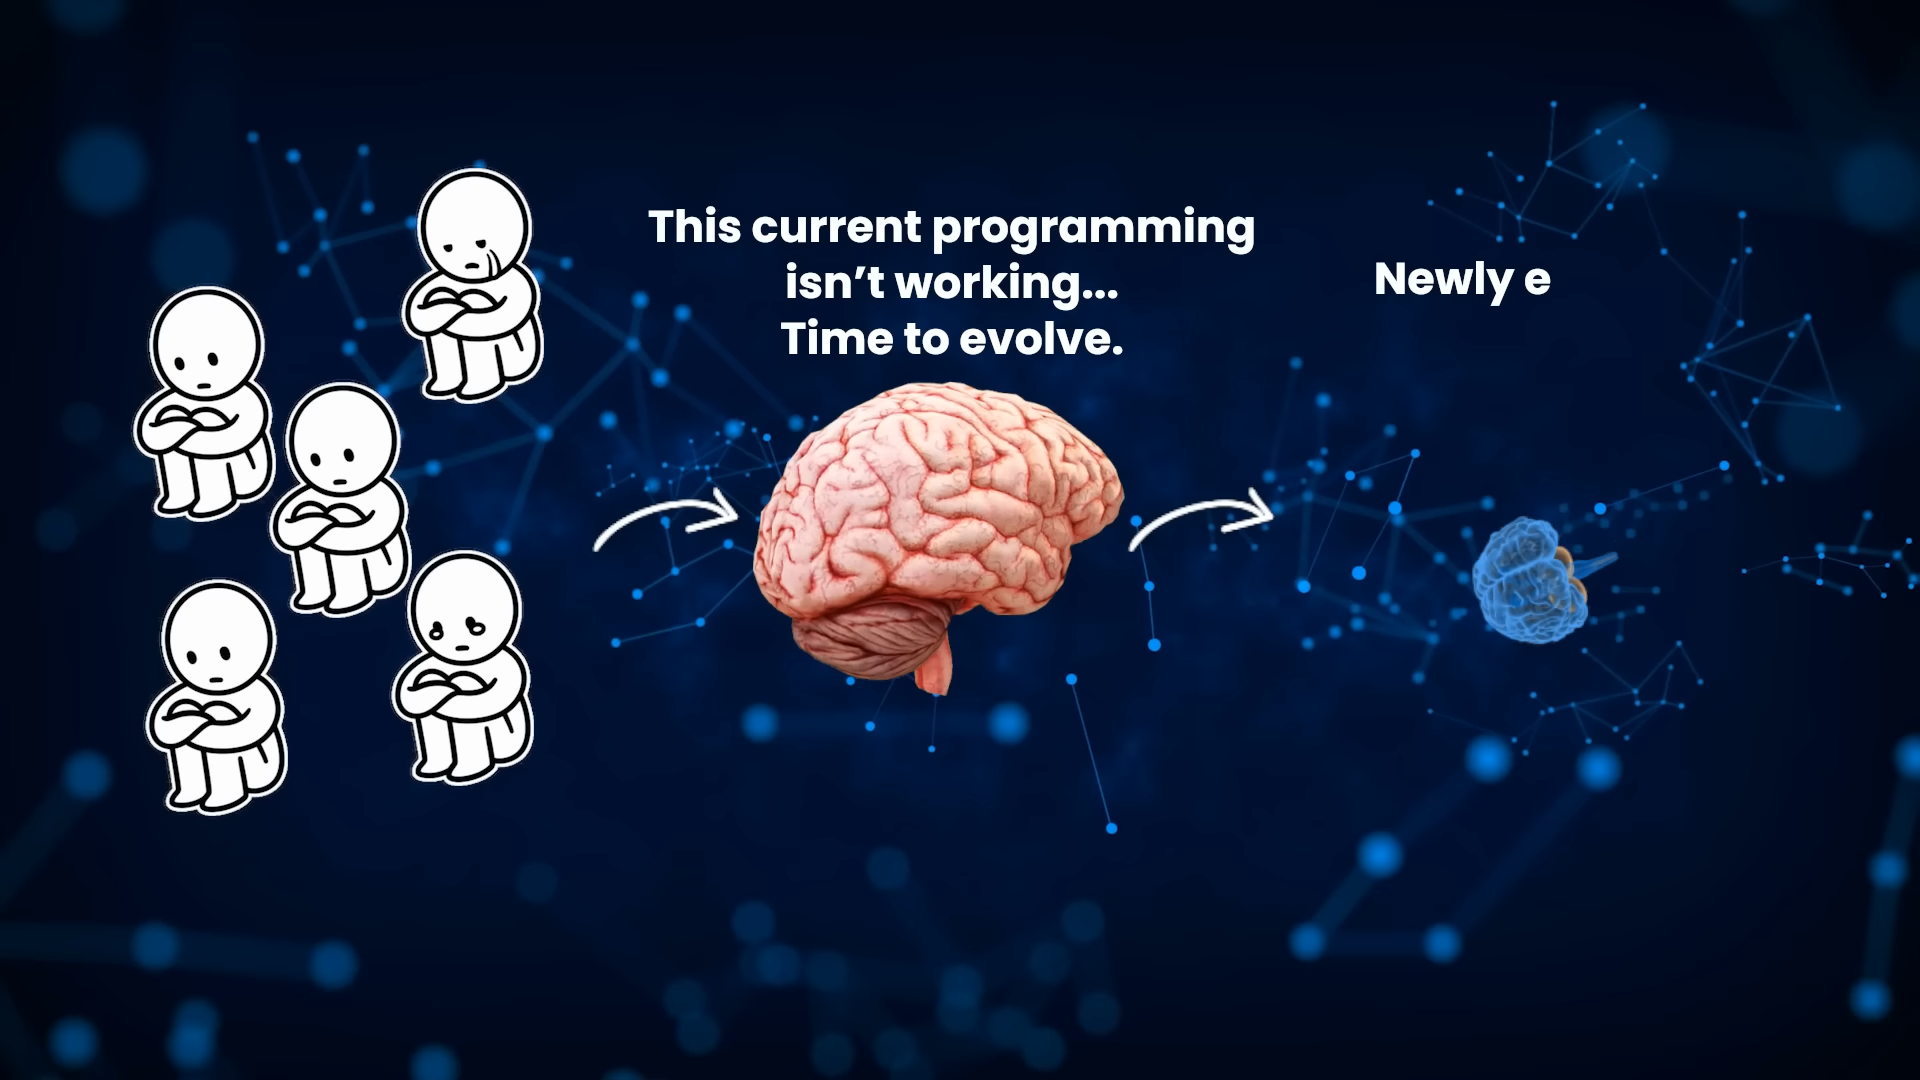 This current programming
isn’t working...
Time to evolve.
Newly e